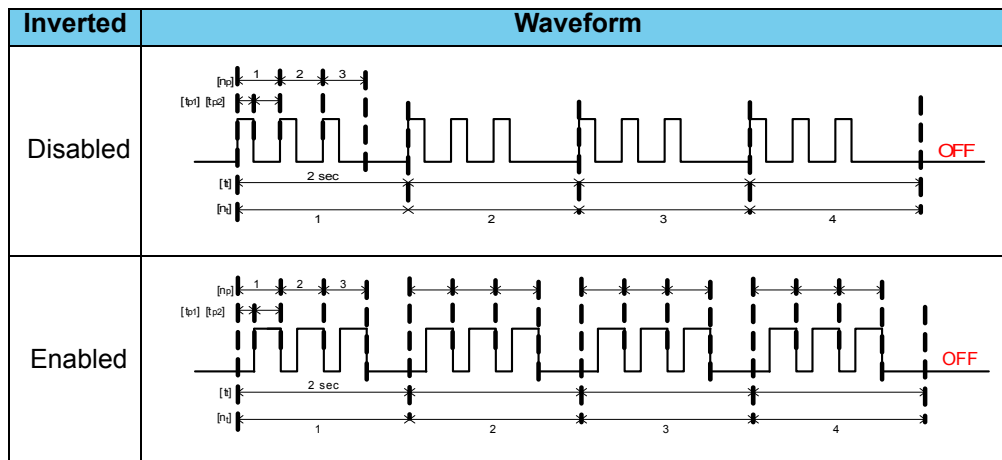 Inverted Waveform
[np] 1 2 3
[tp1] [tp2]
Disabled
OFF
[tt] 2 sec
[nt] 1 2 3 4
[np] 1 2 3
[tp1] [tp2]
Enabled
OFF
[tt] 2 sec
[nt] 1 2 3 4